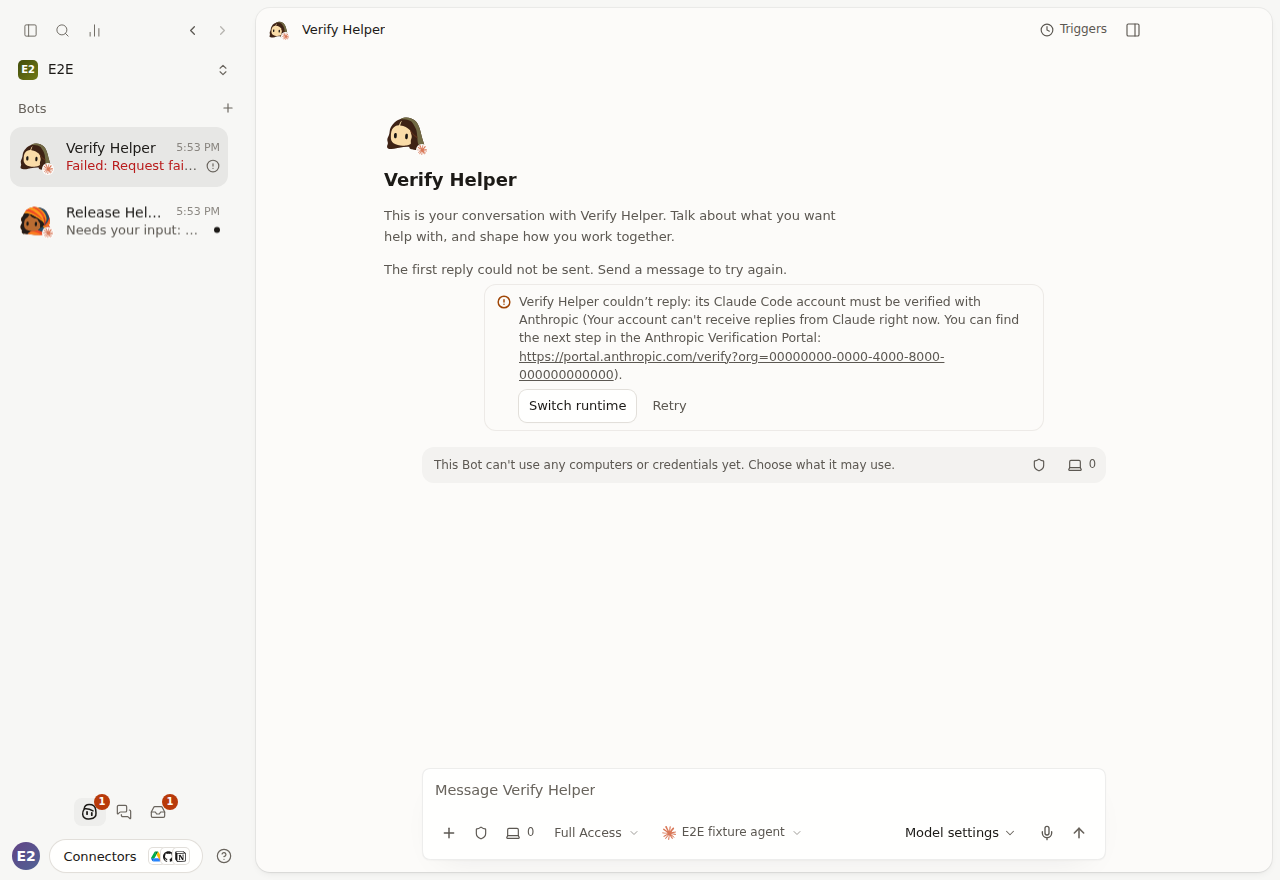 E2 E2E
Bots
Verify Helper 5:53 PM
Failed: Request fai...
Release Hel... 5:53 PM
Needs your input: ...
1 1
E2 Connectors
Verify Helper
Triggers
Verify Helper
This is your conversation with Verify Helper. Talk about what you want
help with, and shape how you work together.
The first reply could not be sent. Send a message to try again.
Verify Helper couldn’t reply: its Claude Code account must be verified with
Anthropic (Your account can't receive replies from Claude right now. You can find
the next step in the Anthropic Verification Portal:
https://portal.anthropic.com/verify?org=00000000-0000-4000-8000-
000000000000).
Switch runtime Retry
This Bot can't use any computers or credentials yet. Choose what it may use. 0
Message Verify Helper
0 Full Access E2E fixture agent Model settings